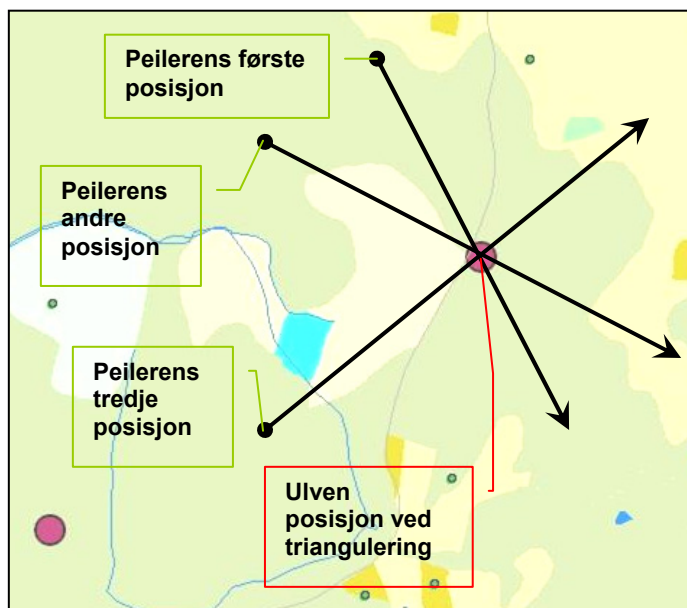 Peilerens første
posisjon
Peilerens
andre
posisjon
Peilerens
tredje
posisjon
Ulven
posisjon ved
triangulering